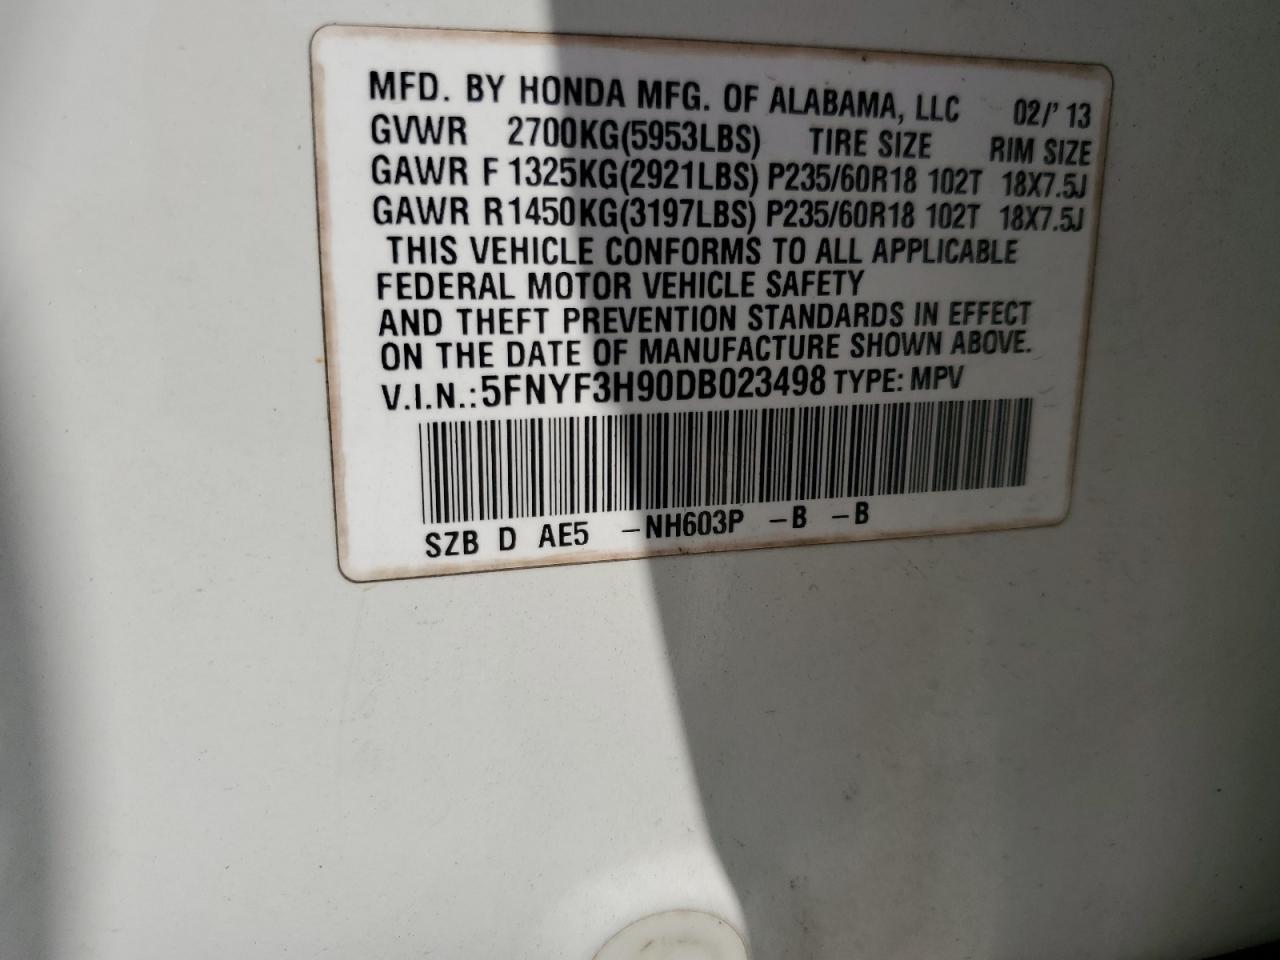 MFD. BY HONDA MFG. OF ALABAMA, LLC 02/'13
GVWR 2700KG(5953LBS) TIRE SIZE RIM SIZE
GAWR F 1325KG(2921LBS) P235/60R18 102T 18X7.5J
GAWR R1450KG(3197LBS) P235/60R18 102T 18X7.5J
THIS VEHICLE CONFORMS TO ALL APPLICABLE
FEDERAL MOTOR VEHICLE SAFETY
AND THEFT PREVENTION STANDARDS IN EFFECT
ON THE DATE OF MANUFACTURE SHOWN ABOVE.
V.I.N.:5FNYF3H90DB023498 TYPE: MPV
SZB D AE5 -NH603P -B -B